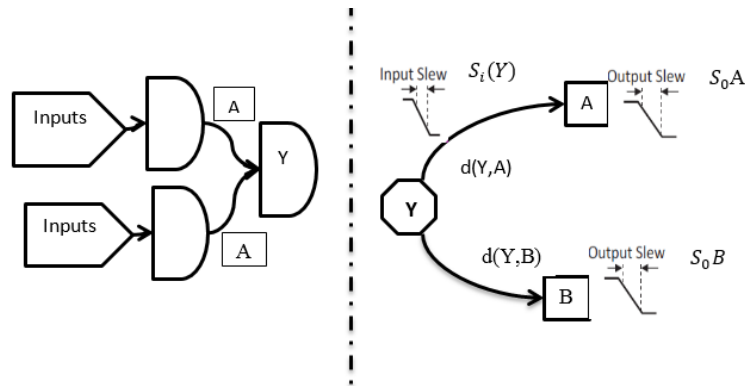 Inputs
A
Y
Inputs
A
Input Slew
S_i(Y)
Output Slew
S_0A
A
d(Y,A)
Y
d(Y,B)
Output Slew
S_0B
B